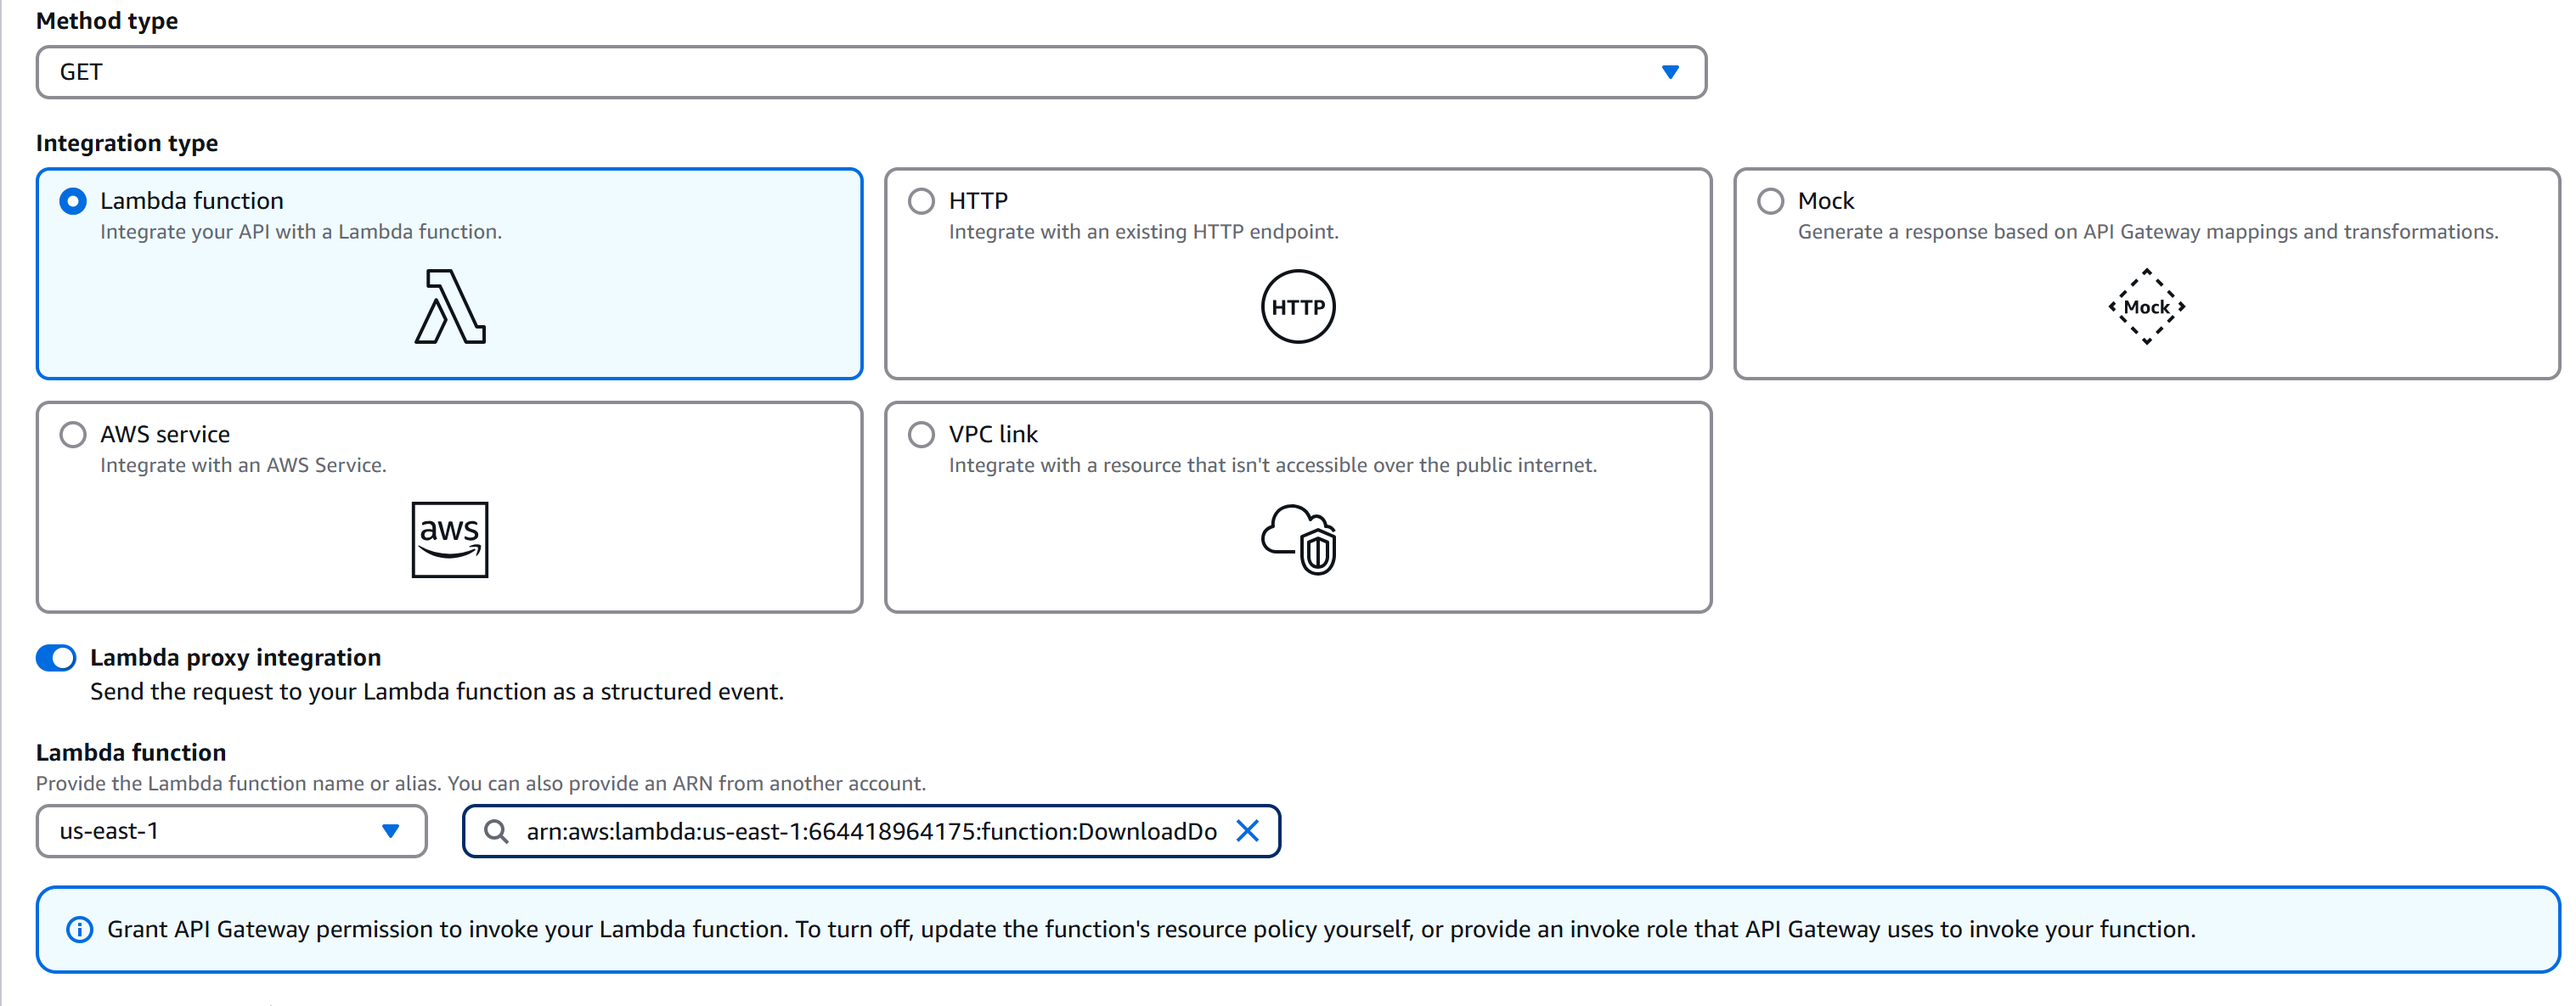 Method type
GET
Integration type
Lambda function
Integrate your API with a Lambda function.
HTTP
Integrate with an existing HTTP endpoint.
HTTP
Mock
Generate a response based on API Gateway mappings and transformations.
Mock
AWS service
Integrate with an AWS Service.
aws
VPC link
Integrate with a resource that isn't accessible over the public internet.
Lambda proxy integration
Send the request to your Lambda function as a structured event.
Lambda function
Provide the Lambda function name or alias. You can also provide an ARN from another account.
us-east-1
arn:aws:lambda:us-east-1:664418964175:function:DownloadDo
Grant API Gateway permission to invoke your Lambda function. To turn off, update the function's resource policy yourself, or provide an invoke role that API Gateway uses to invoke your function.